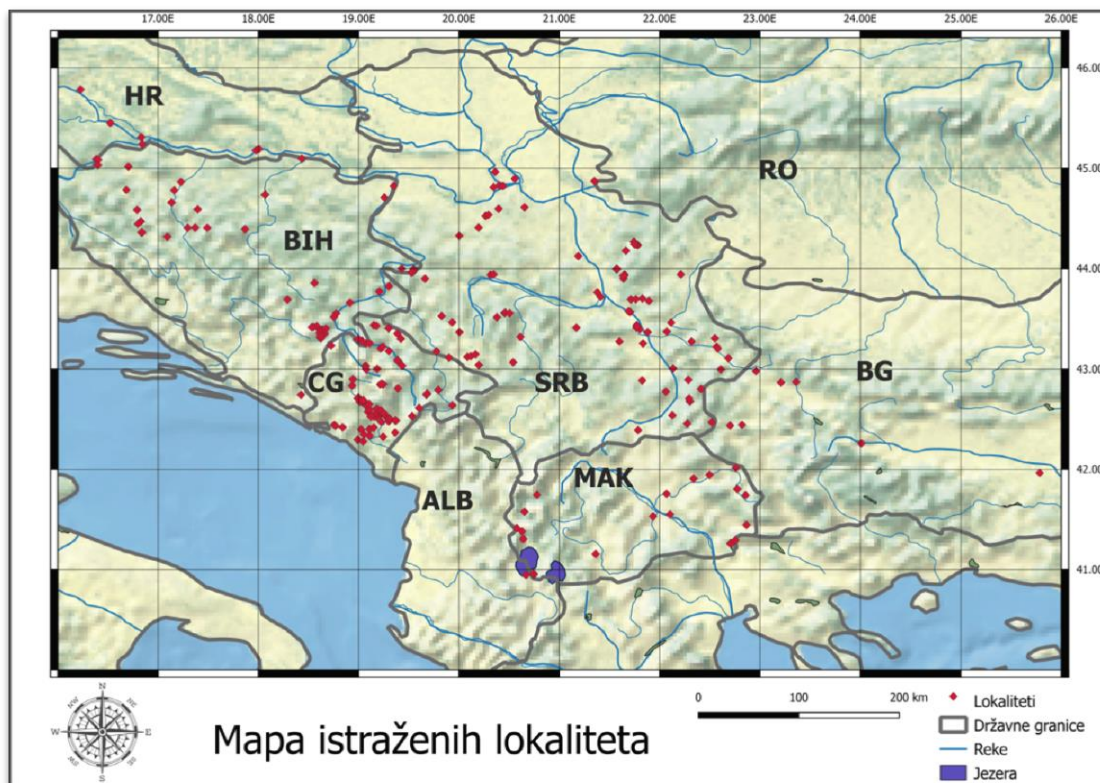 17.00E 18.00E 19.00E 20.00E 21.00E 22.00E 23.00E 24.00E 25.00E 26.00E
46.00
HR
45.00
RO
BIH
44.00
CG SRB BG
43.00
42.00
ALB MAK
41.00
0 100 200 km
Lokaliteti
Državne granice
Reke
Jezera
N
W E
S
Mapa istraženih lokaliteta